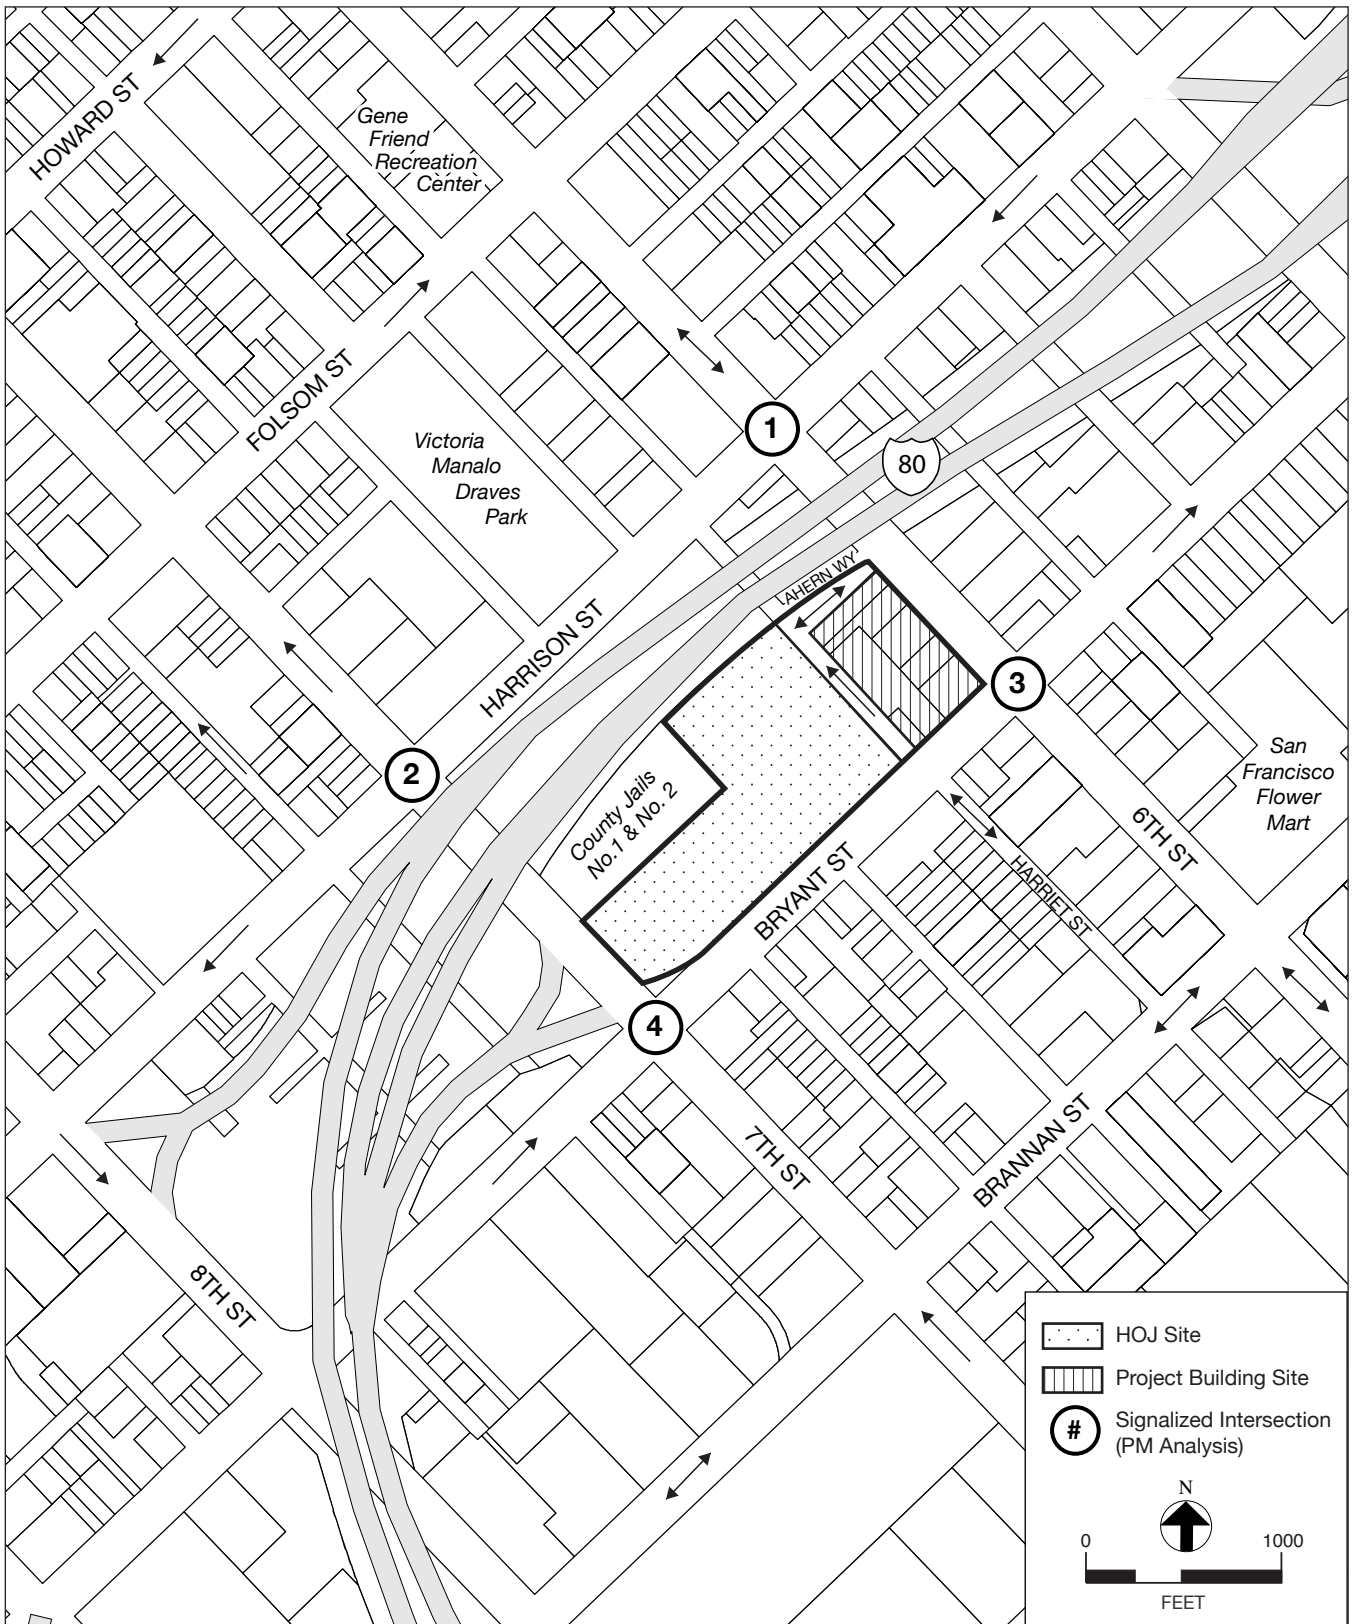 HOWARD ST
Gene
Friend
Recreation
Center
FOLSOM ST
Victoria
Manalo
Draves
Park
1
80
AHERN WY
HARRISON ST
3
2
San
Francisco
Flower
Mart
County Jails
No.1 & No. 2
6TH ST
BRYANT ST
HARRIET ST
4
7TH ST
BRANNAN ST
8TH ST
HOJ Site
Project Building Site
# Signalized Intersection
(PM Analysis)
N
0 1000
FEET